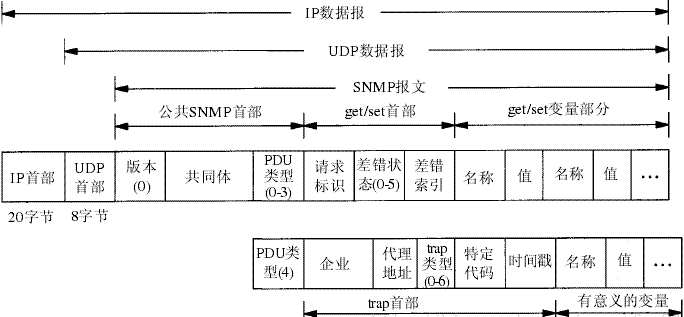 IP数据报
UDP数据报
SNMP报文
公共SNMP首部 get/set首部 get/set变量部分
IP首部 UDP首部 版本(0) 共同体 PDU类型(0-3) 请求标识 差错状态(0-5) 差错索引 名称 值 名称 值 …
20字节 8字节
PDU类型(4) 企业 代理地址 trap类型(0-6) 特定代码 时间戳 名称 值 …
trap首部 有意义的变量